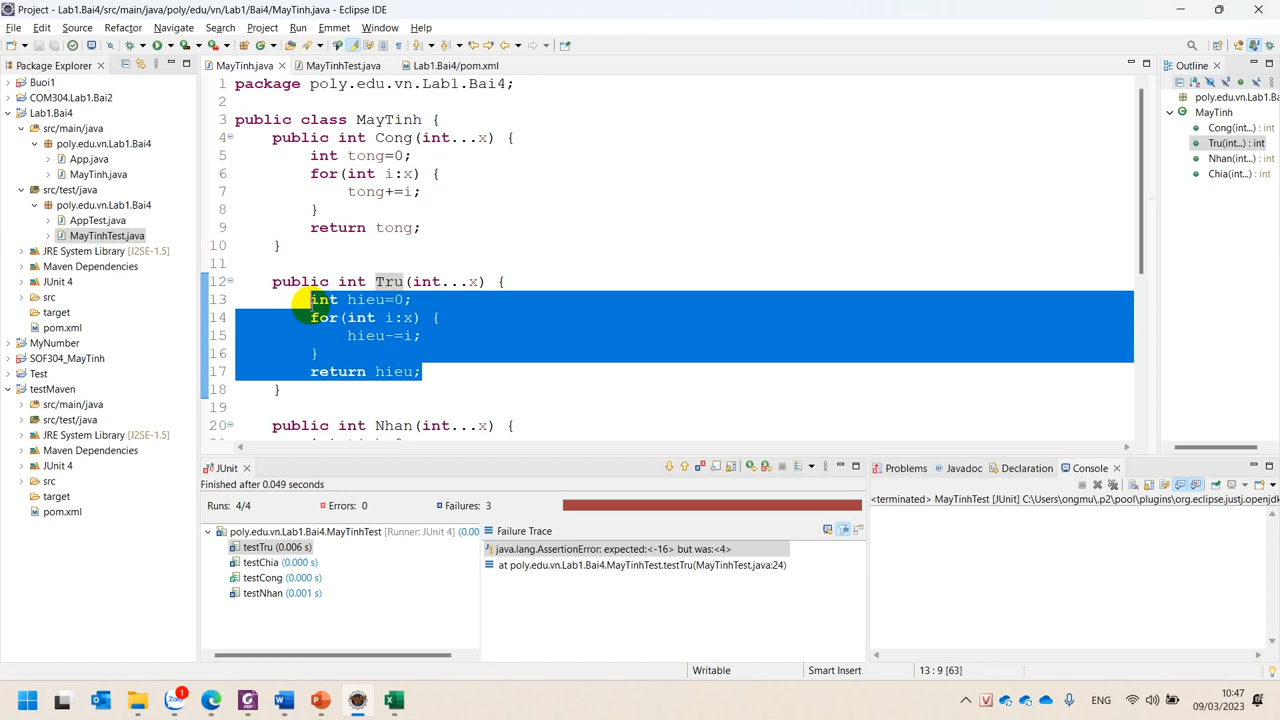 Project - Lab1.Bai4/src/main/java/poly/edu/vn/Lab1/Bai4/MayTinh.java - Eclipse IDE
File Edit Source Refactor Navigate Search Project Run Emmet Window Help
Package Explorer
Buoi1
COM304.Lab1.Bai2
Lab1.Bai4
src/main/java
poly.edu.vn.Lab1.Bai4
App.java
MayTinh.java
src/test/java
poly.edu.vn.Lab1.Bai4
AppTest.java
MayTinhTest.java
JRE System Library [J2SE-1.5]
Maven Dependencies
JUnit 4
src
target
pom.xml
MyNumber
SOF304_MayTinh
Test
testMaven
src/main/java
src/test/java
JRE System Library [J2SE-1.5]
Maven Dependencies
JUnit 4
src
target
pom.xml
MayTinh.java MayTinhTest.java Lab1.Bai4/pom.xml
1 package poly.edu.vn.Lab1.Bai4;
2
3 public class MayTinh {
4 public int Cong(int...x) {
5 int tong=0;
6 for(int i:x) {
7 tong+=i;
8 }
9 return tong;
10 }
11
12 public int Tru(int...x) {
13 int hieu=0;
14 for(int i:x) {
15 hieu-=i;
16 }
17 return hieu;
18 }
19
20 public int Nhan(int...x) {
Outline
poly.edu.vn.Lab1.Ba
MayTinh
Cong(int...) : int
Tru(int...) : int
Nhan(int...) : int
Chia(int...) : int
JUnit
Finished after 0.049 seconds
Runs: 4/4 Errors: 0 Failures: 3
poly.edu.vn.Lab1.Bai4.MayTinhTest [Runner: JUnit 4] (0.00
testTru (0.006 s)
testChia (0.000 s)
testCong (0.000 s)
testNhan (0.001 s)
Failure Trace
java.lang.AssertionError: expected:<-16> but was:<4>
at poly.edu.vn.Lab1.Bai4.MayTinhTest.testTru(MayTinhTest.java:24)
Problems Javadoc Declaration Console
<terminated> MayTinhTest [JUnit] C:\Users\ongmu\.p2\pool\plugins\org.eclipse.justj.openjdk
Writable Smart Insert 13 : 9 [63]
Zalo 1
ENG
10:47
09/03/2023